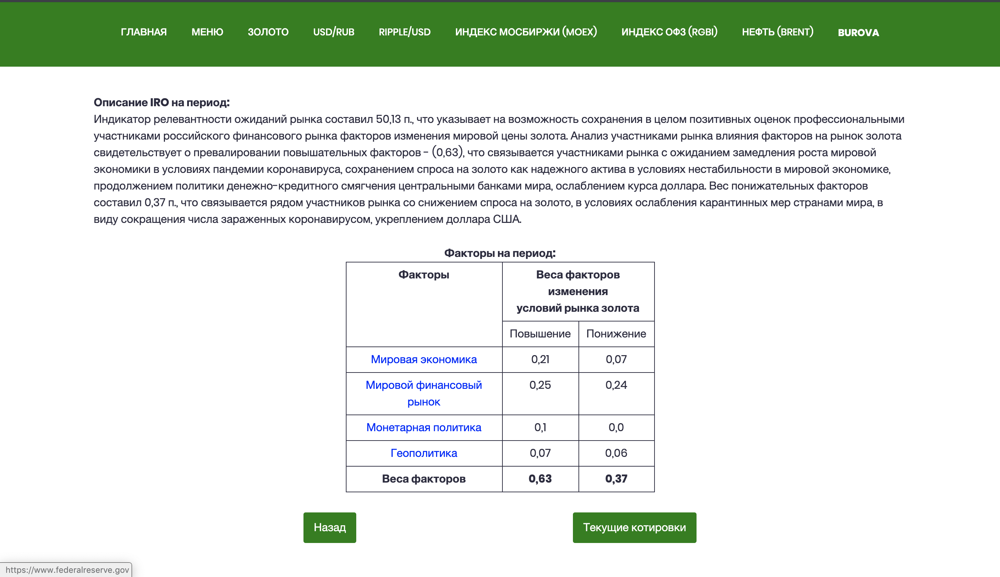 ГЛАВНАЯ МЕНЮ ЗОЛОТО USD/RUB RIPPLE/USD ИНДЕКС МОСБИРЖИ (MOEX) ИНДЕКС ОФЗ (RGBI) НЕФТЬ (BRENT) BUROVA
Описание IRO на период:
Индикатор релевантности ожиданий рынка составил 50,13 п., что указывает на возможность сохранения в целом позитивных оценок профессиональными
участниками российского финансового рынка факторов изменения мировой цены золота. Анализ участниками рынка влияния факторов на рынок золота
свидетельствует о превалировании повышательных факторов – (0,63), что связывается участниками рынка с ожиданием замедления роста мировой
экономики в условиях пандемии коронавируса, сохранением спроса на золото как надежного актива в условиях нестабильности в мировой экономике,
продолжением политики денежно-кредитного смягчения центральными банками мира, ослаблением курса доллара. Вес понижательных факторов
составил 0,37 п., что связывается рядом участников рынка со снижением спроса на золото, в условиях ослабления карантинных мер странами мира, в
виду сокращения числа зараженных коронавирусом, укреплением доллара США.
Факторы на период:
Факторы Веса факторов
изменения
условий рынка золота
Повышение Понижение
Мировая экономика 0,21 0,07
Мировой финансовый 0,25 0,24
рынок
Монетарная политика 0,1 0,0
Геополитика 0,07 0,06
Веса факторов 0,63 0,37
Назад Текущие котировки
https://www.federalreserve.gov